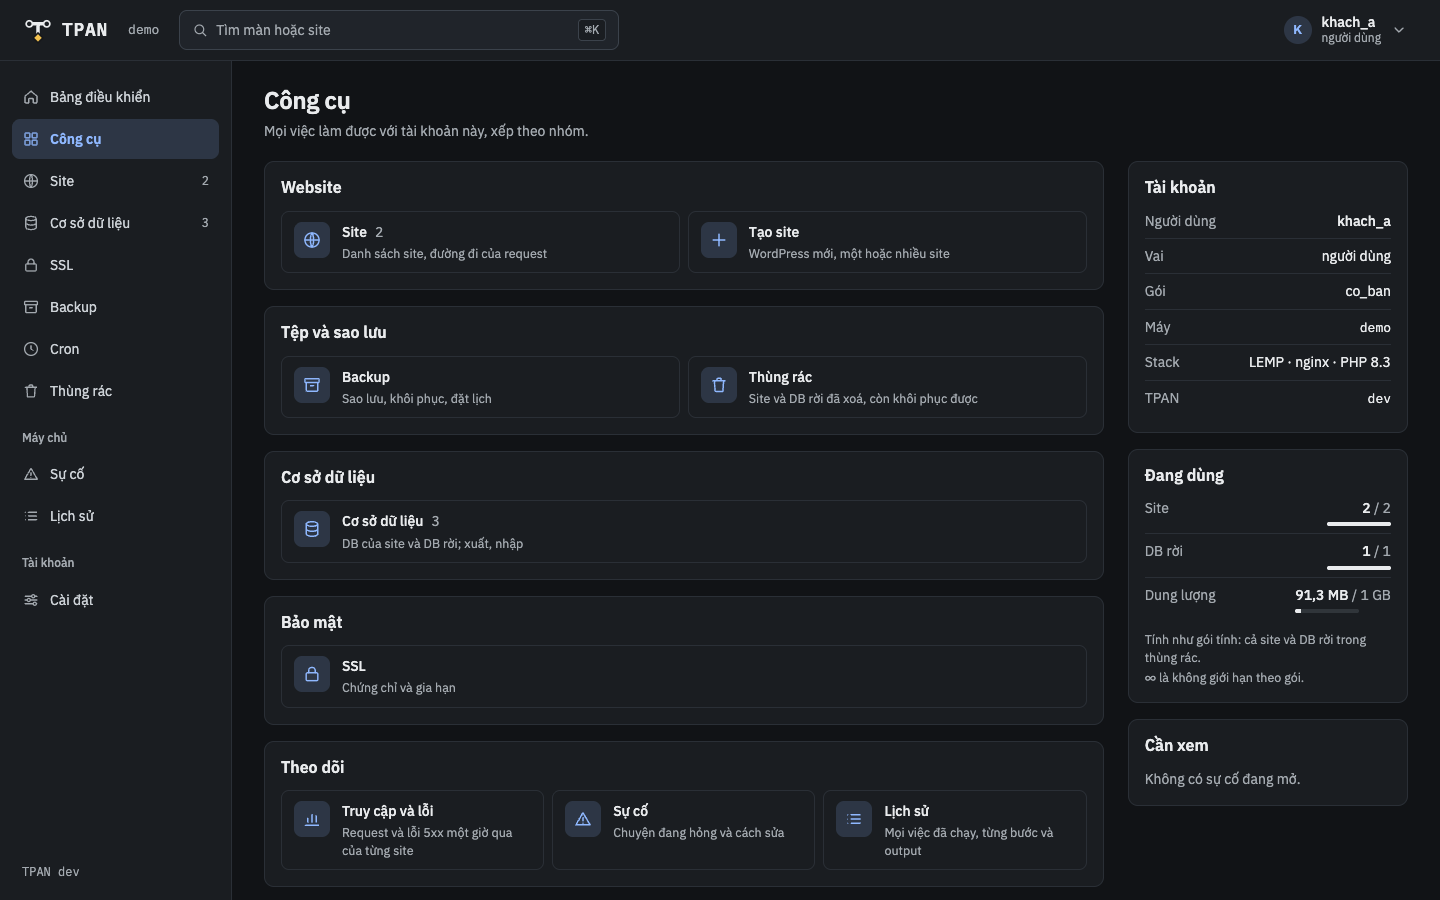 TPAN demo
Tìm màn hoặc site
⌘K
K
khach_a
người dùng
Bảng điều khiển
Công cụ
Site 2
Cơ sở dữ liệu 3
SSL
Backup
Cron
Thùng rác
Máy chủ
Sự cố
Lịch sử
Tài khoản
Cài đặt
TPAN dev
Công cụ
Mọi việc làm được với tài khoản này, xếp theo nhóm.
Website
Site 2
Danh sách site, đường đi của request
Tạo site
WordPress mới, một hoặc nhiều site
Tệp và sao lưu
Backup
Sao lưu, khôi phục, đặt lịch
Thùng rác
Site và DB rời đã xoá, còn khôi phục được
Cơ sở dữ liệu
Cơ sở dữ liệu 3
DB của site và DB rời; xuất, nhập
Bảo mật
SSL
Chứng chỉ và gia hạn
Theo dõi
Truy cập và lỗi
Request và lỗi 5xx một giờ qua
của từng site
Sự cố
Chuyện đang hỏng và cách sửa
Lịch sử
Mọi việc đã chạy, từng bước và
output
Tài khoản
Người dùng khach_a
Vai người dùng
Gói co_ban
Máy demo
Stack LEMP · nginx · PHP 8.3
TPAN dev
Đang dùng
Site 2 / 2
DB rời 1 / 1
Dung lượng 91,3 MB / 1 GB
Tính như gói tính: cả site và DB rời trong
thùng rác.
∞ là không giới hạn theo gói.
Cần xem
Không có sự cố đang mở.